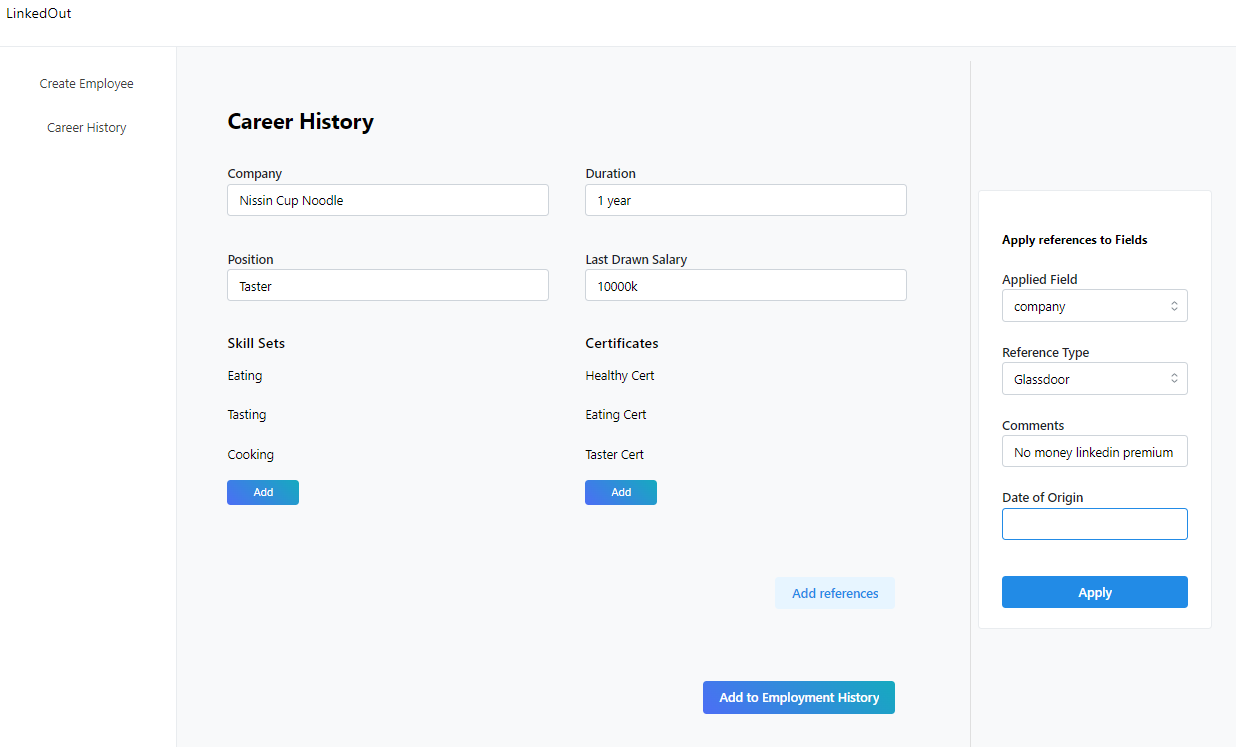 LinkedOut
Create Employee
Career History
Career History
Company
Duration
Nissin Cup Noodle
1 year
Position
Last Drawn Salary
Taster
10000k
Skill Sets
Certificates
Eating
Healthy Cert
Tasting
Eating Cert
Cooking
Taster Cert
Add
Add
Add references
Add to Employment History
Apply references to Fields
Applied Field
company
Reference Type
Glassdoor
Comments
No money linkedin premium
Date of Origin
Apply